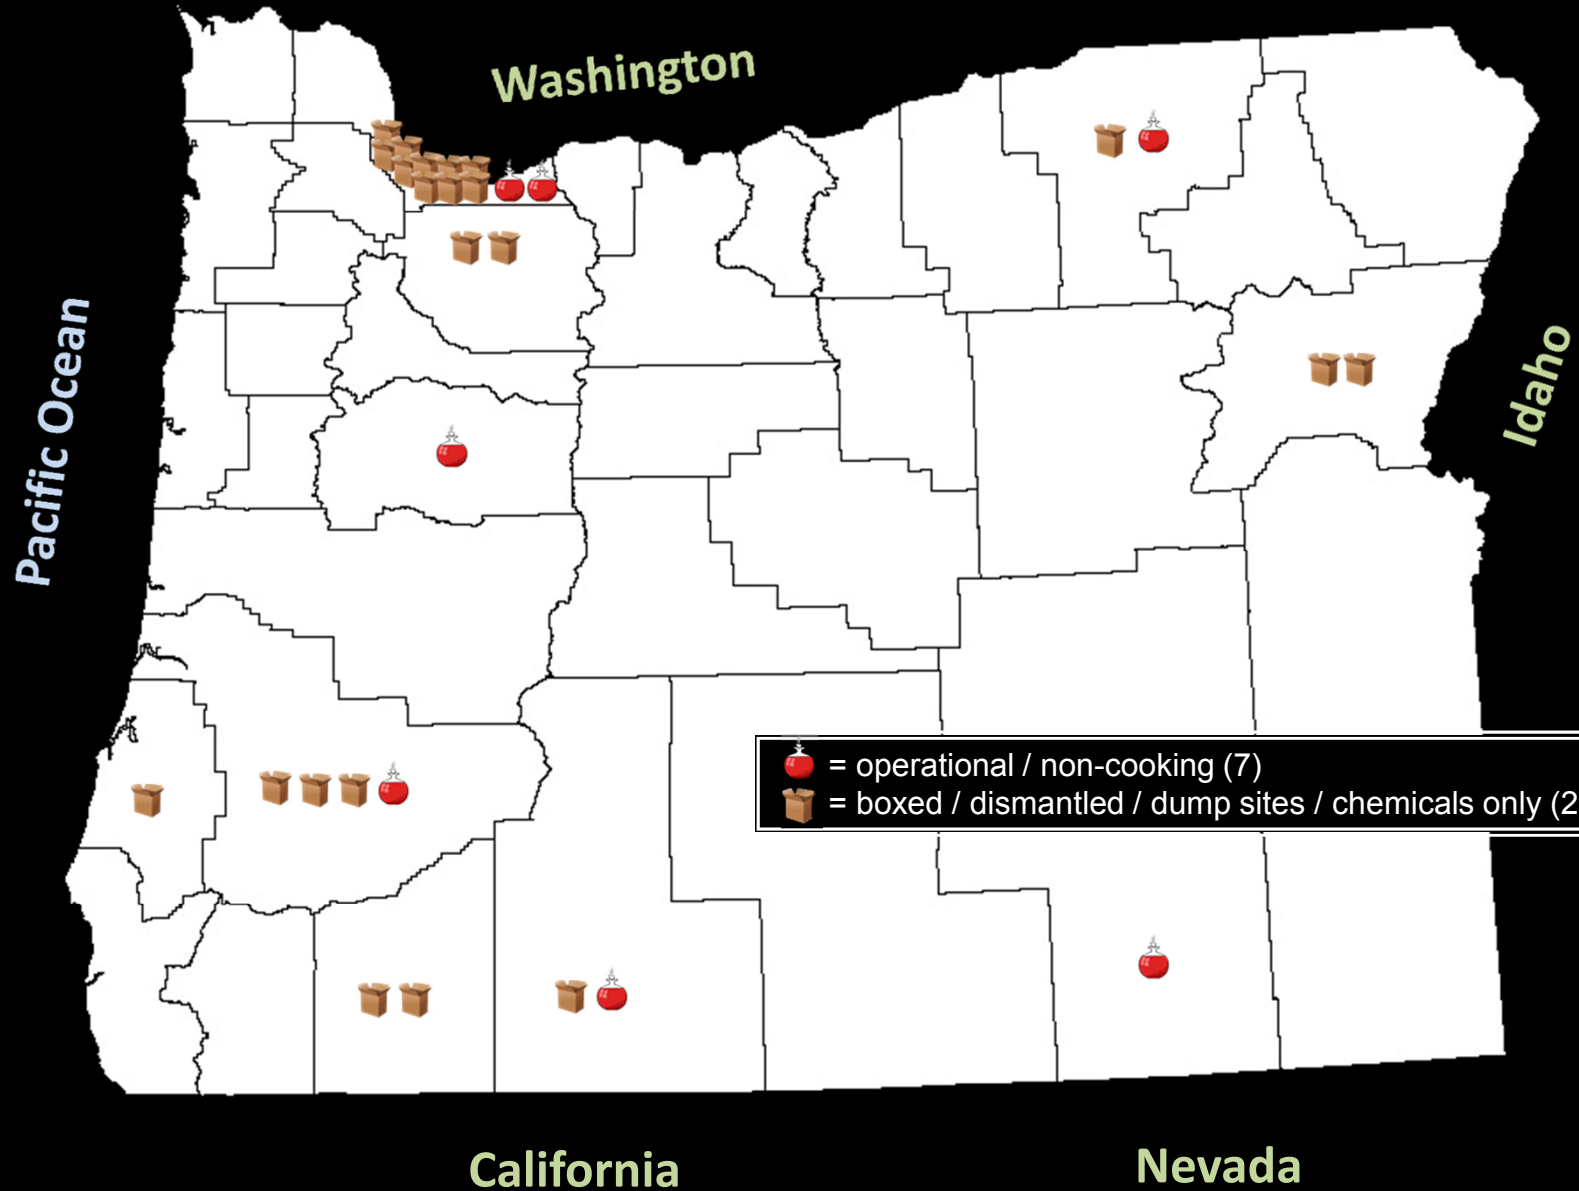 Washington
Pacific Ocean
Idaho
= operational / non-cooking (7)
= boxed / dismantled / dump sites / chemicals only (2
California
Nevada